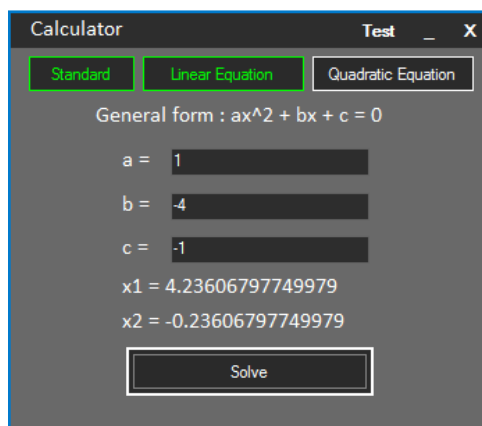 Calculator Test _ X
Standard Linear Equation Quadratic Equation
General form : ax^2 + bx + c = 0
a = 1
b = -4
c = -1
x1 = 4.23606797749979
x2 = -0.23606797749979
Solve